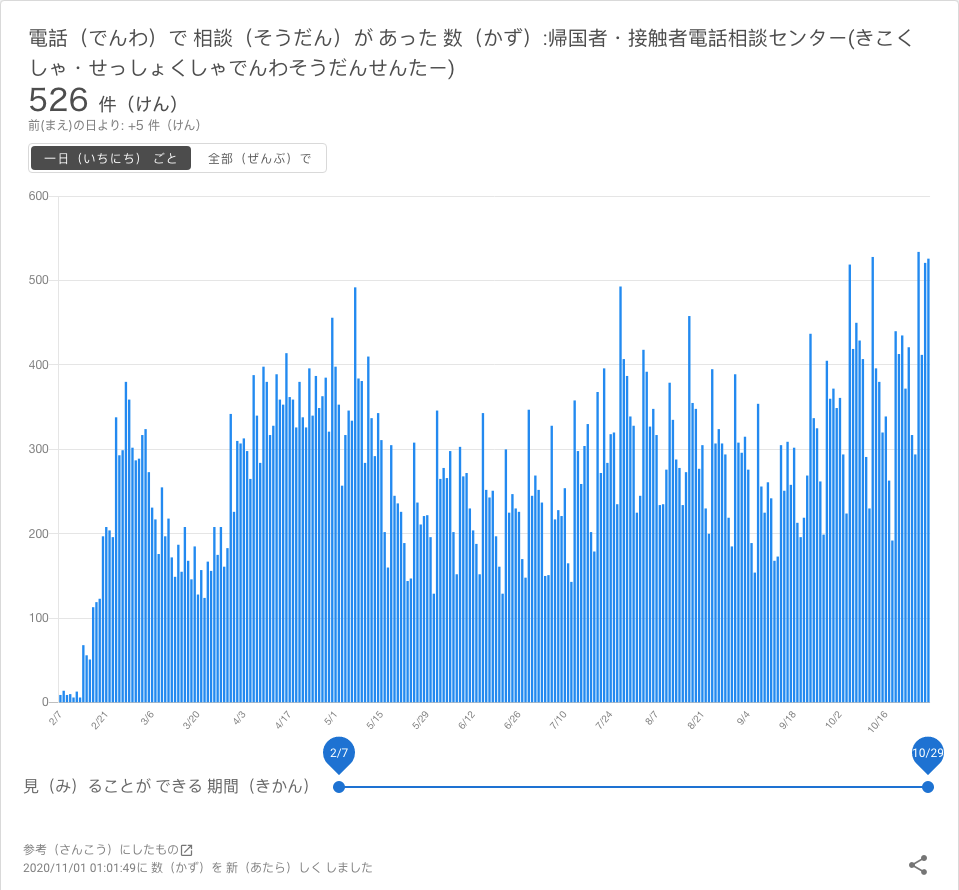 電話（でんわ）で 相談（そうだん）が あった 数（かず）:帰国者・接触者電話相談センター(きこく
しゃ・せっしょくしゃでんわそうだんせんたー)
526 件（けん）
前(まえ)の日より: +5 件（けん）
一日（いちにち） ごと 全部（ぜんぶ）で
600
500
400
300
200
100
0
2/7 2/21 3/6 3/20 4/3 4/17 5/1 5/15 5/29 6/12 6/26 7/10 7/24 8/7 8/21 9/4 9/18 10/2 10/16
2/7 10/29
見（み）ることが できる 期間（きかん）
参考（さんこう）にしたもの
2020/11/01 01:01:49に 数（かず）を 新（あたら）しく しました